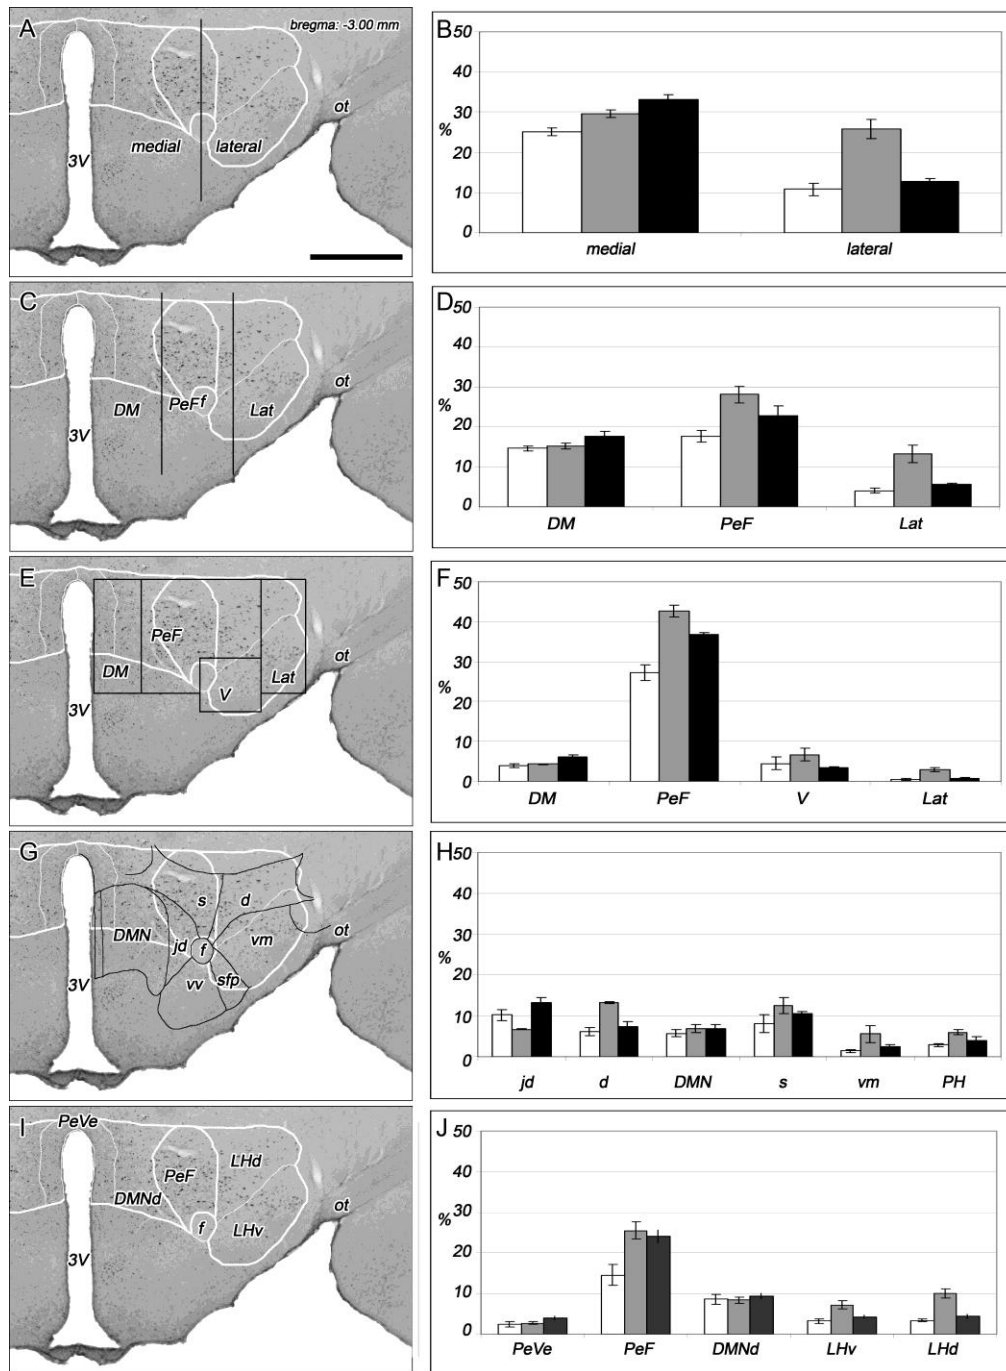 A
bregma: -3.00 mm
3V
medial
lateral
ot
B
50
40
30
%
20
10
0
medial
lateral
C
DM
PeF
f
Lat
ot
3V
D
50
40
30
%
20
10
0
DM
PeF
Lat
E
PeF
DM
V
Lat
ot
3V
F
50
40
30
%
20
10
0
DM
PeF
V
Lat
G
s
d
DMN
jd
f
vm
ot
vv
sfp
3V
H
50
40
30
%
20
10
0
jd
d
DMN
s
vm
PH
I
PeVe
LHd
PeF
DMNd
f
LHv
ot
3V
J
50
40
30
%
20
10
0
PeVe
PeF
DMNd
LHv
LHd